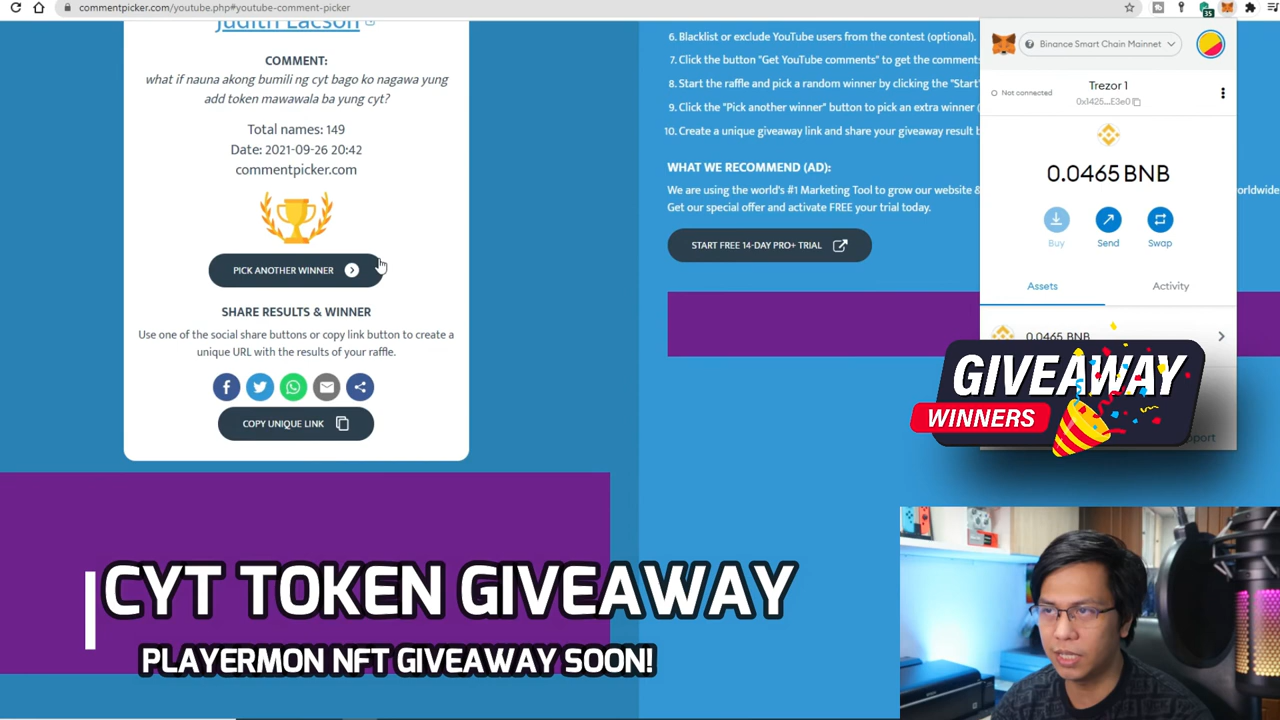 commentpicker.com/youtube.php#youtube-comment-picker
Judith Lacson
COMMENT:
what if nauna akong bumili ng cyt bago ko nagawa yung
add token mawawala ba yung cyt?
Total names: 149
Date: 2021-09-26 20:42
commentpicker.com
PICK ANOTHER WINNER
SHARE RESULTS & WINNER
Use one of the social share buttons or copy link button to create a
unique URL with the results of your raffle.
COPY UNIQUE LINK
6. Blacklist or exclude YouTube users from the contest (optional).
7. Click the button "Get YouTube comments" to get the comments
8. Start the raffle and pick a random winner by clicking the "Start"
9. Click the "Pick another winner" button to pick an extra winner (
10. Create a unique giveaway link and share your giveaway result b
WHAT WE RECOMMEND (AD):
We are using the world's #1 Marketing Tool to grow our website &
orldwide
Get our special offer and activate FREE your trial today.
START FREE 14-DAY PRO+ TRIAL
35
Binance Smart Chain Mainnet
Not connected
Trezor 1
0x1425...E3e0
0.0465 BNB
Buy
Send
Swap
Assets
Activity
0.0465 BNB
GIVEAWAY
WINNERS
pport
CYT TOKEN GIVEAWAY
PLAYERMON NFT GIVEAWAY SOON!